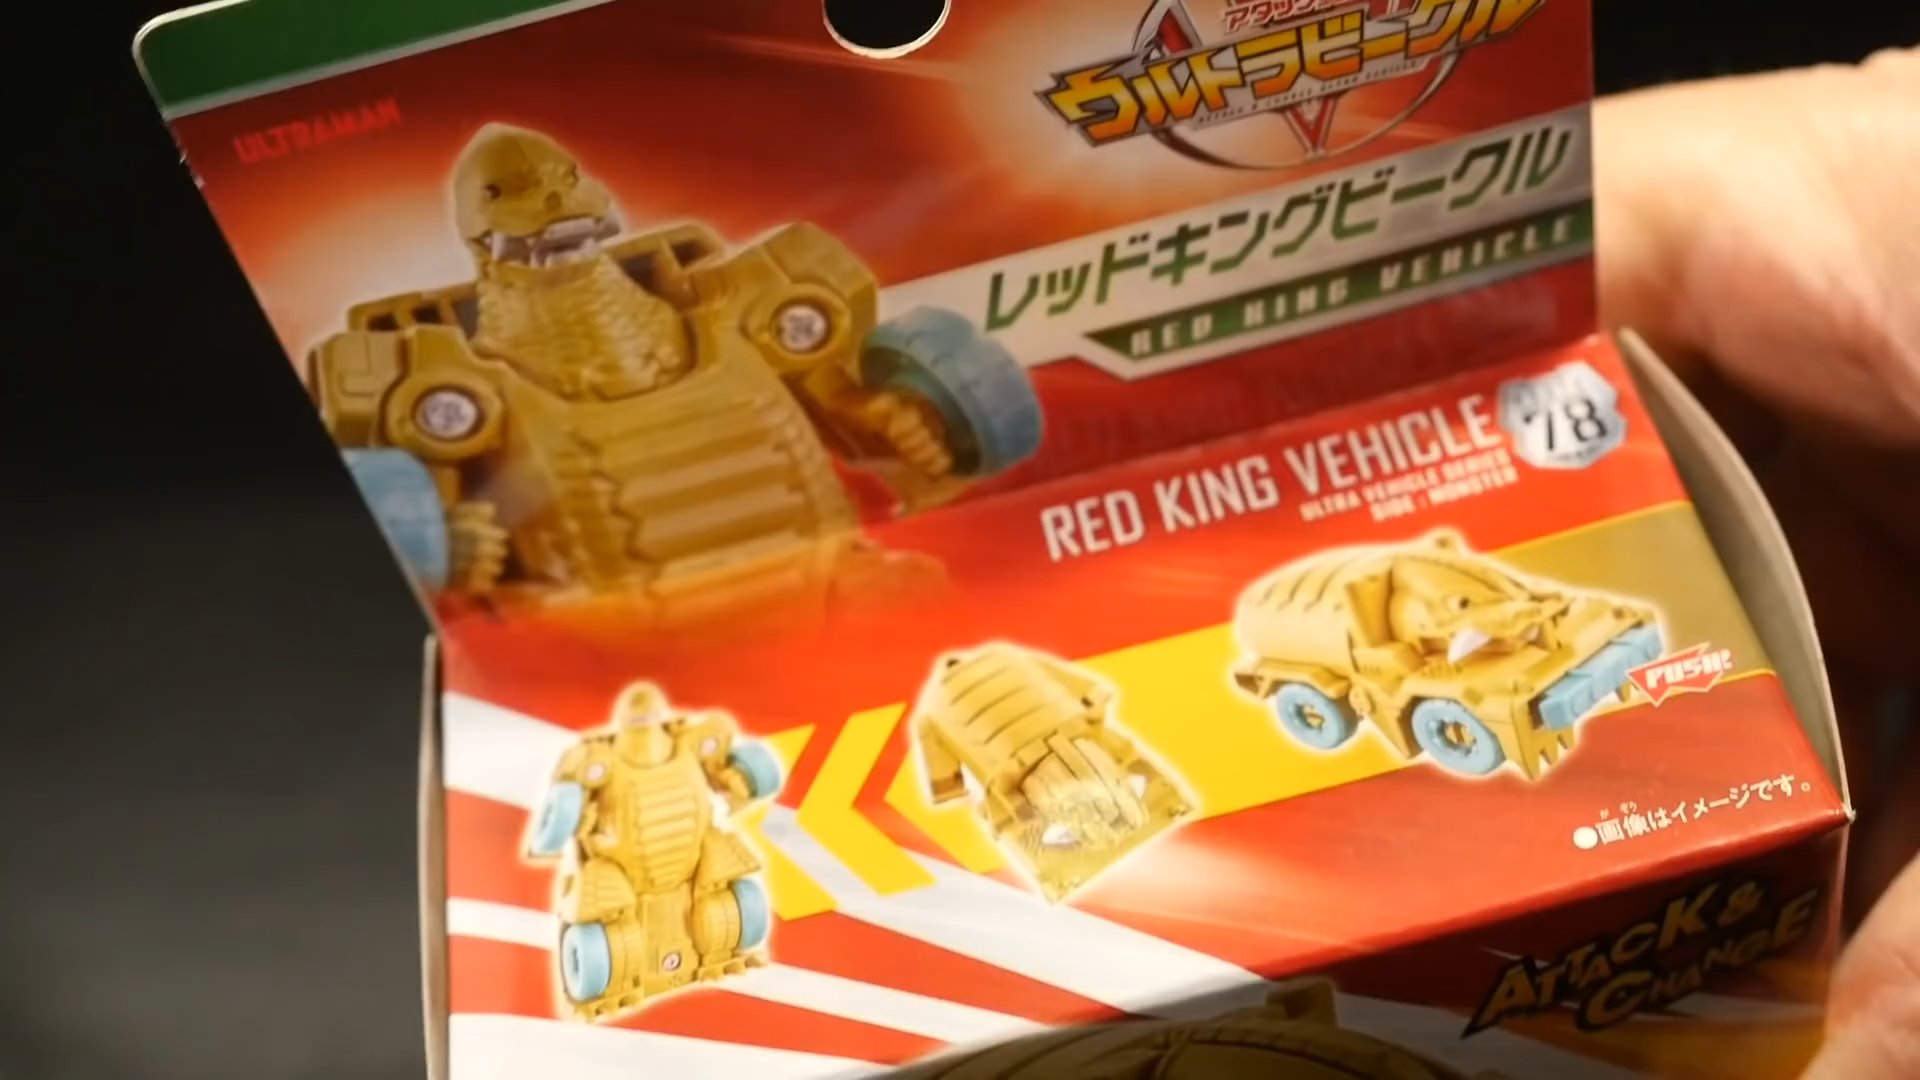 ULTRAMAN
ウルトラビークル
レッドキングビークル
RED KING VEHICLE
RED KING VEHICLE
78
ULTRA VEHICLE SERIES
SIDE : MONSTER
PUSH!
●画像はイメージです。
ATTACK &
CHANGE